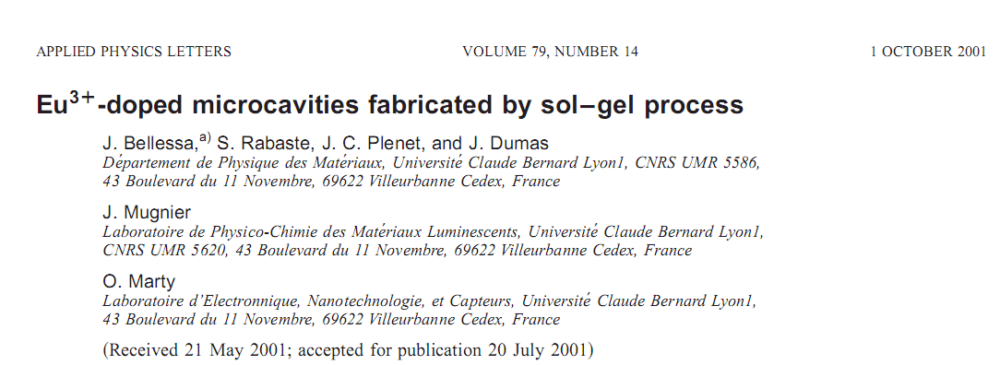 APPLIED PHYSICS LETTERS VOLUME 79, NUMBER 14 1 OCTOBER 2001
Eu3+-doped microcavities fabricated by sol–gel process
J. Bellessa,a) S. Rabaste, J. C. Plenet, and J. Dumas
Département de Physique des Matériaux, Université Claude Bernard Lyon1, CNRS UMR 5586,
43 Boulevard du 11 Novembre, 69622 Villeurbanne Cedex, France
J. Mugnier
Laboratoire de Physico-Chimie des Matériaux Luminescents, Université Claude Bernard Lyon1,
CNRS UMR 5620, 43 Boulevard du 11 Novembre, 69622 Villeurbanne Cedex, France
O. Marty
Laboratoire d'Electronnique, Nanotechnologie, et Capteurs, Université Claude Bernard Lyon1,
43 Boulevard du 11 Novembre, 69622 Villeurbanne Cedex, France
(Received 21 May 2001; accepted for publication 20 July 2001)